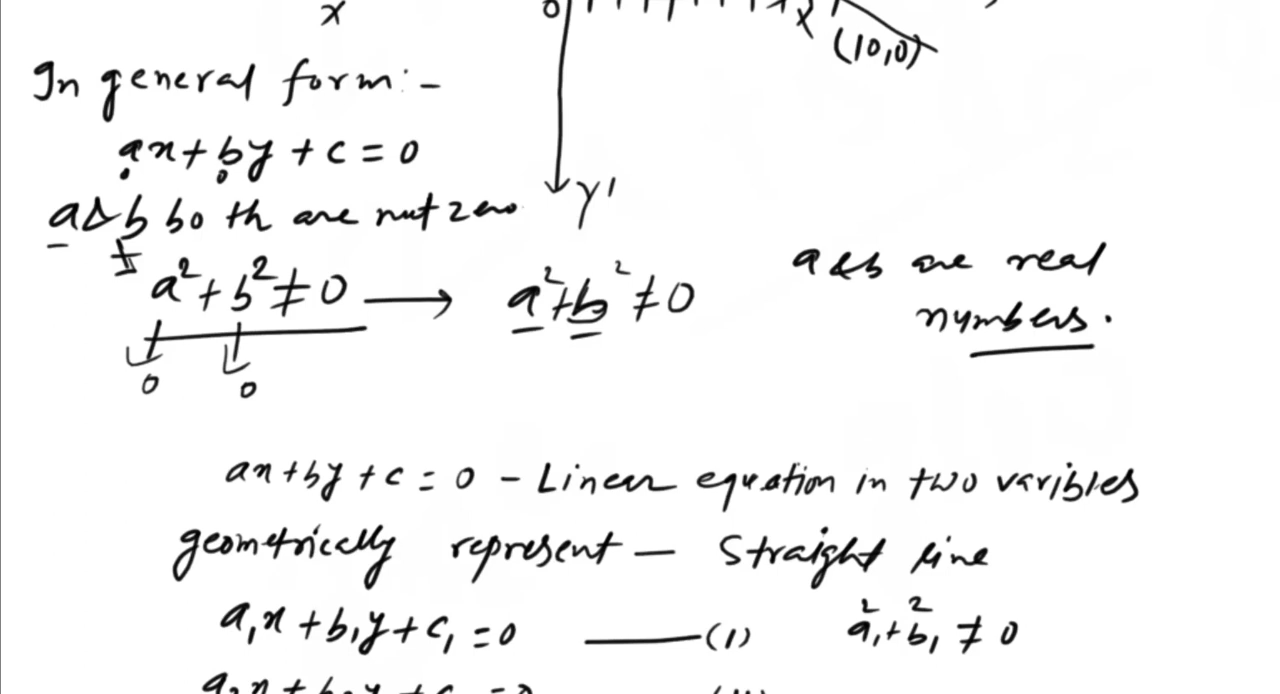 x 0 X
(10,0)
In general form:-
ax+by+c=0
Y'
a & b both are not zero
a²+b²≠0 → a²+b²≠0
a & b are real
numbers.
0 0
ax+by+c=0 - Linear equation in two varibles
geometrically represent — Straight line
a₁x+b₁y+c₁=0 —(1) a₁²+b₁²≠0